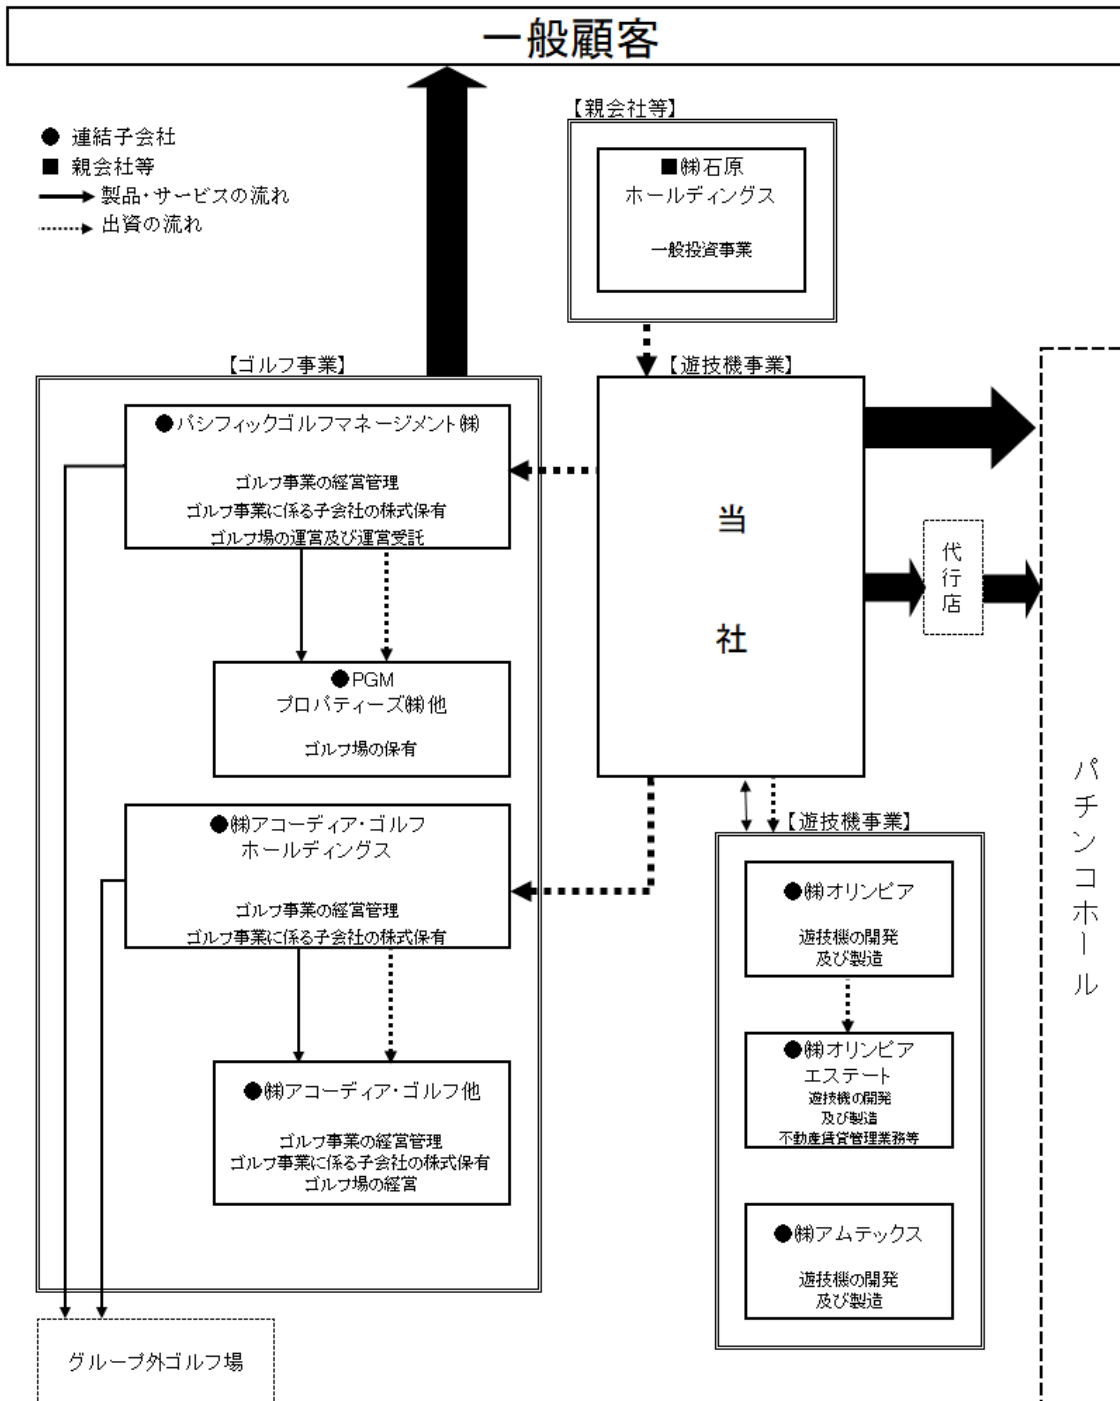 一般顧客
● 連結子会社
■ 親会社等
製品・サービスの流れ
出資の流れ
【親会社等】
■㈱石原
ホールディングス
一般投資事業
【ゴルフ事業】
●パシフィックゴルフマネージメント㈱
ゴルフ事業の経営管理
ゴルフ事業に係る子会社の株式保有
ゴルフ場の運営及び運営受託
●PGM
プロパティーズ㈱他
ゴルフ場の保有
●㈱アコーディア・ゴルフ
ホールディングス
ゴルフ事業の経営管理
ゴルフ事業に係る子会社の株式保有
●㈱アコーディア・ゴルフ他
ゴルフ事業の経営管理
ゴルフ事業に係る子会社の株式保有
ゴルフ場の経営
グループ外ゴルフ場
【遊技機事業】
当社
代行店
パチンコホール
【遊技機事業】
●㈱オリンピア
遊技機の開発
及び製造
●㈱オリンピア
エステート
遊技機の開発
及び製造
不動産賃貸管理業務等
●㈱アムテックス
遊技機の開発
及び製造